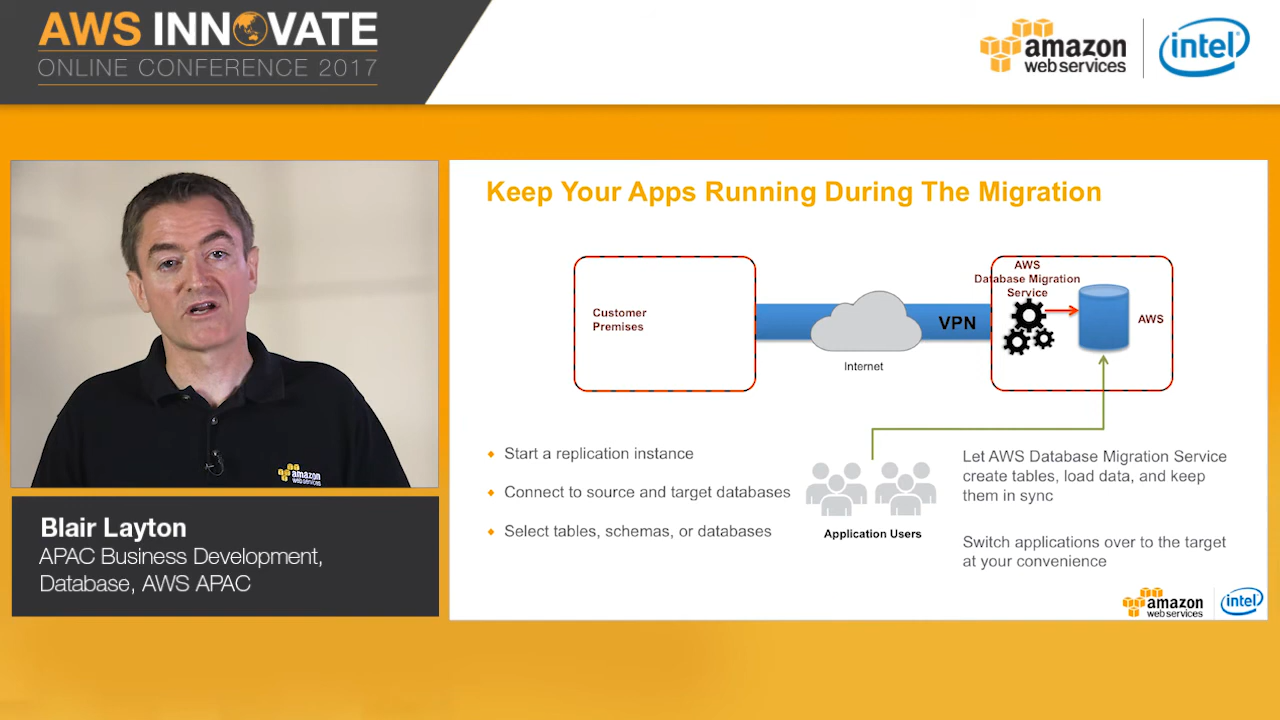 AWS INNOVATE
ONLINE CONFERENCE 2017
amazon
web services
intel
Keep Your Apps Running During The Migration
Customer
Premises
VPN
Internet
AWS
Database Migration
Service
AWS
Start a replication instance
Connect to source and target databases
Select tables, schemas, or databases
Application Users
Let AWS Database Migration Service
create tables, load data, and keep
them in sync
Switch applications over to the target
at your convenience
amazon
web services
intel
amazon
web services
Blair Layton
APAC Business Development,
Database, AWS APAC